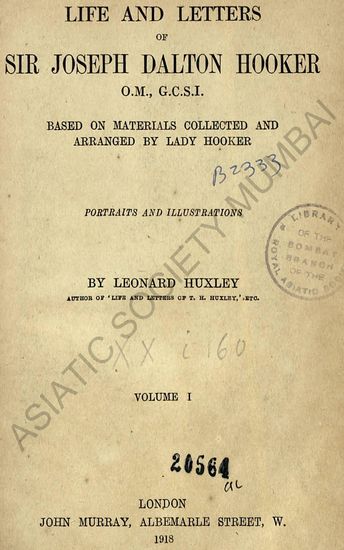 LIFE AND LETTERS
OF
SIR JOSEPH DALTON HOOKER
O.M., G.C.S.I.
BASED ON MATERIALS COLLECTED AND
ARRANGED BY LADY HOOKER
B2333
PORTRAITS AND ILLUSTRATIONS
LIBRARY
OF THE
BOMBAY
BRANCH
OF THE
ROYAL ASIATIC
BY LEONARD HUXLEY
AUTHOR OF 'LIFE AND LETTERS OF T. H. HUXLEY,' ETC.
XX c 160
VOLUME I
20564
LONDON
JOHN MURRAY, ALBEMARLE STREET, W.
1918
ASIATIC SOCIETY MUMBAI